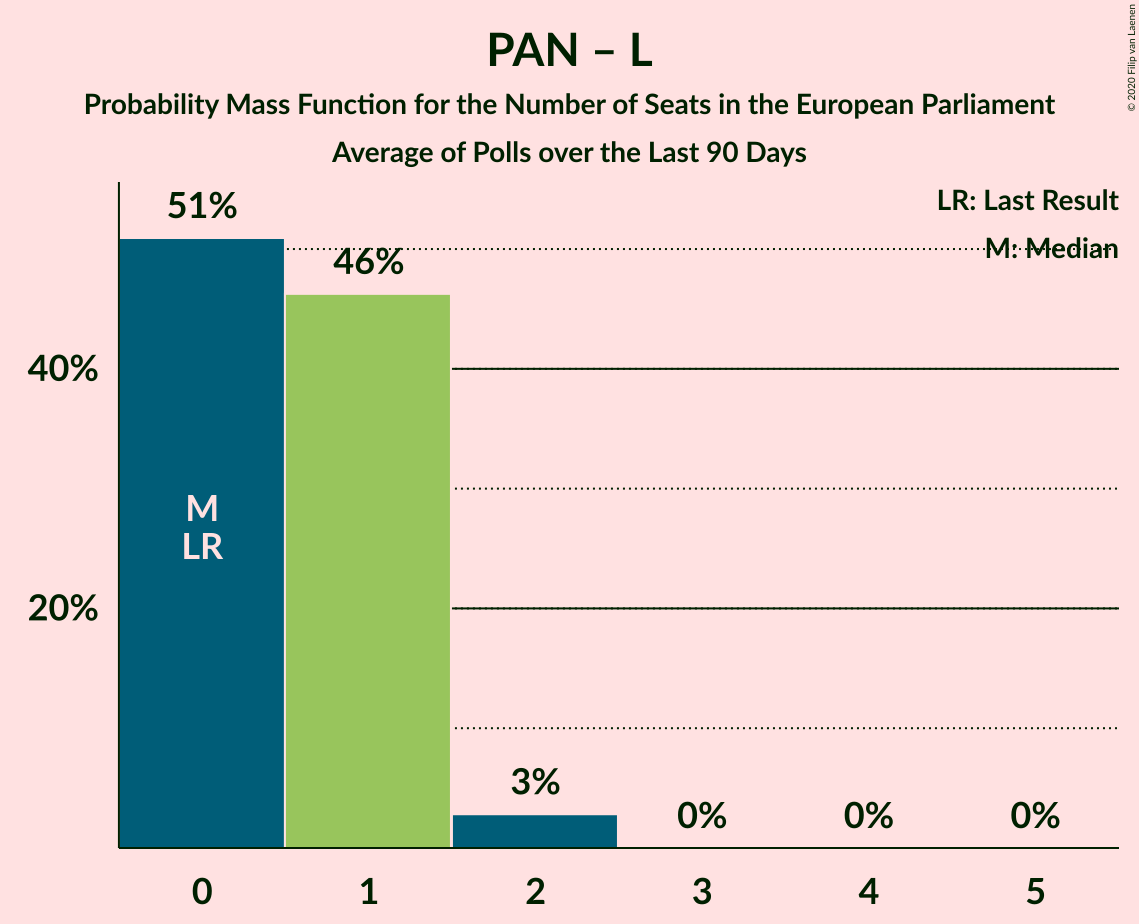 PAN – L
Probability Mass Function for the Number of Seats in the European Parliament
Average of Polls over the Last 90 Days
© 2020 Filip van Laenen
LR: Last Result
M: Median
51%
46%
40%
M
LR
20%
3%
0%
0%
0%
0
1
2
3
4
5